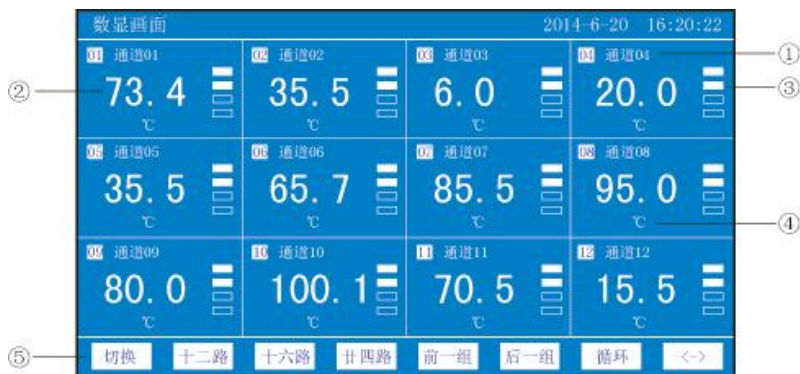 数显画面 2014-6-20 16:20:22
01 通道01 02 通道02 03 通道03 04 通道04 ①
② 73.4 35.5 6.0 20.0 ③
℃ ℃ ℃ ℃
05 通道05 06 通道06 07 通道07 08 通道08
35.5 65.7 85.5 95.0
℃ ℃ ℃ ℃ ④
09 通道09 10 通道10 11 通道11 12 通道12
80.0 100.1 70.5 15.5
℃ ℃ ℃ ℃
⑤ 切换 十二路 十六路 廿四路 前一组 后一组 循环 <->